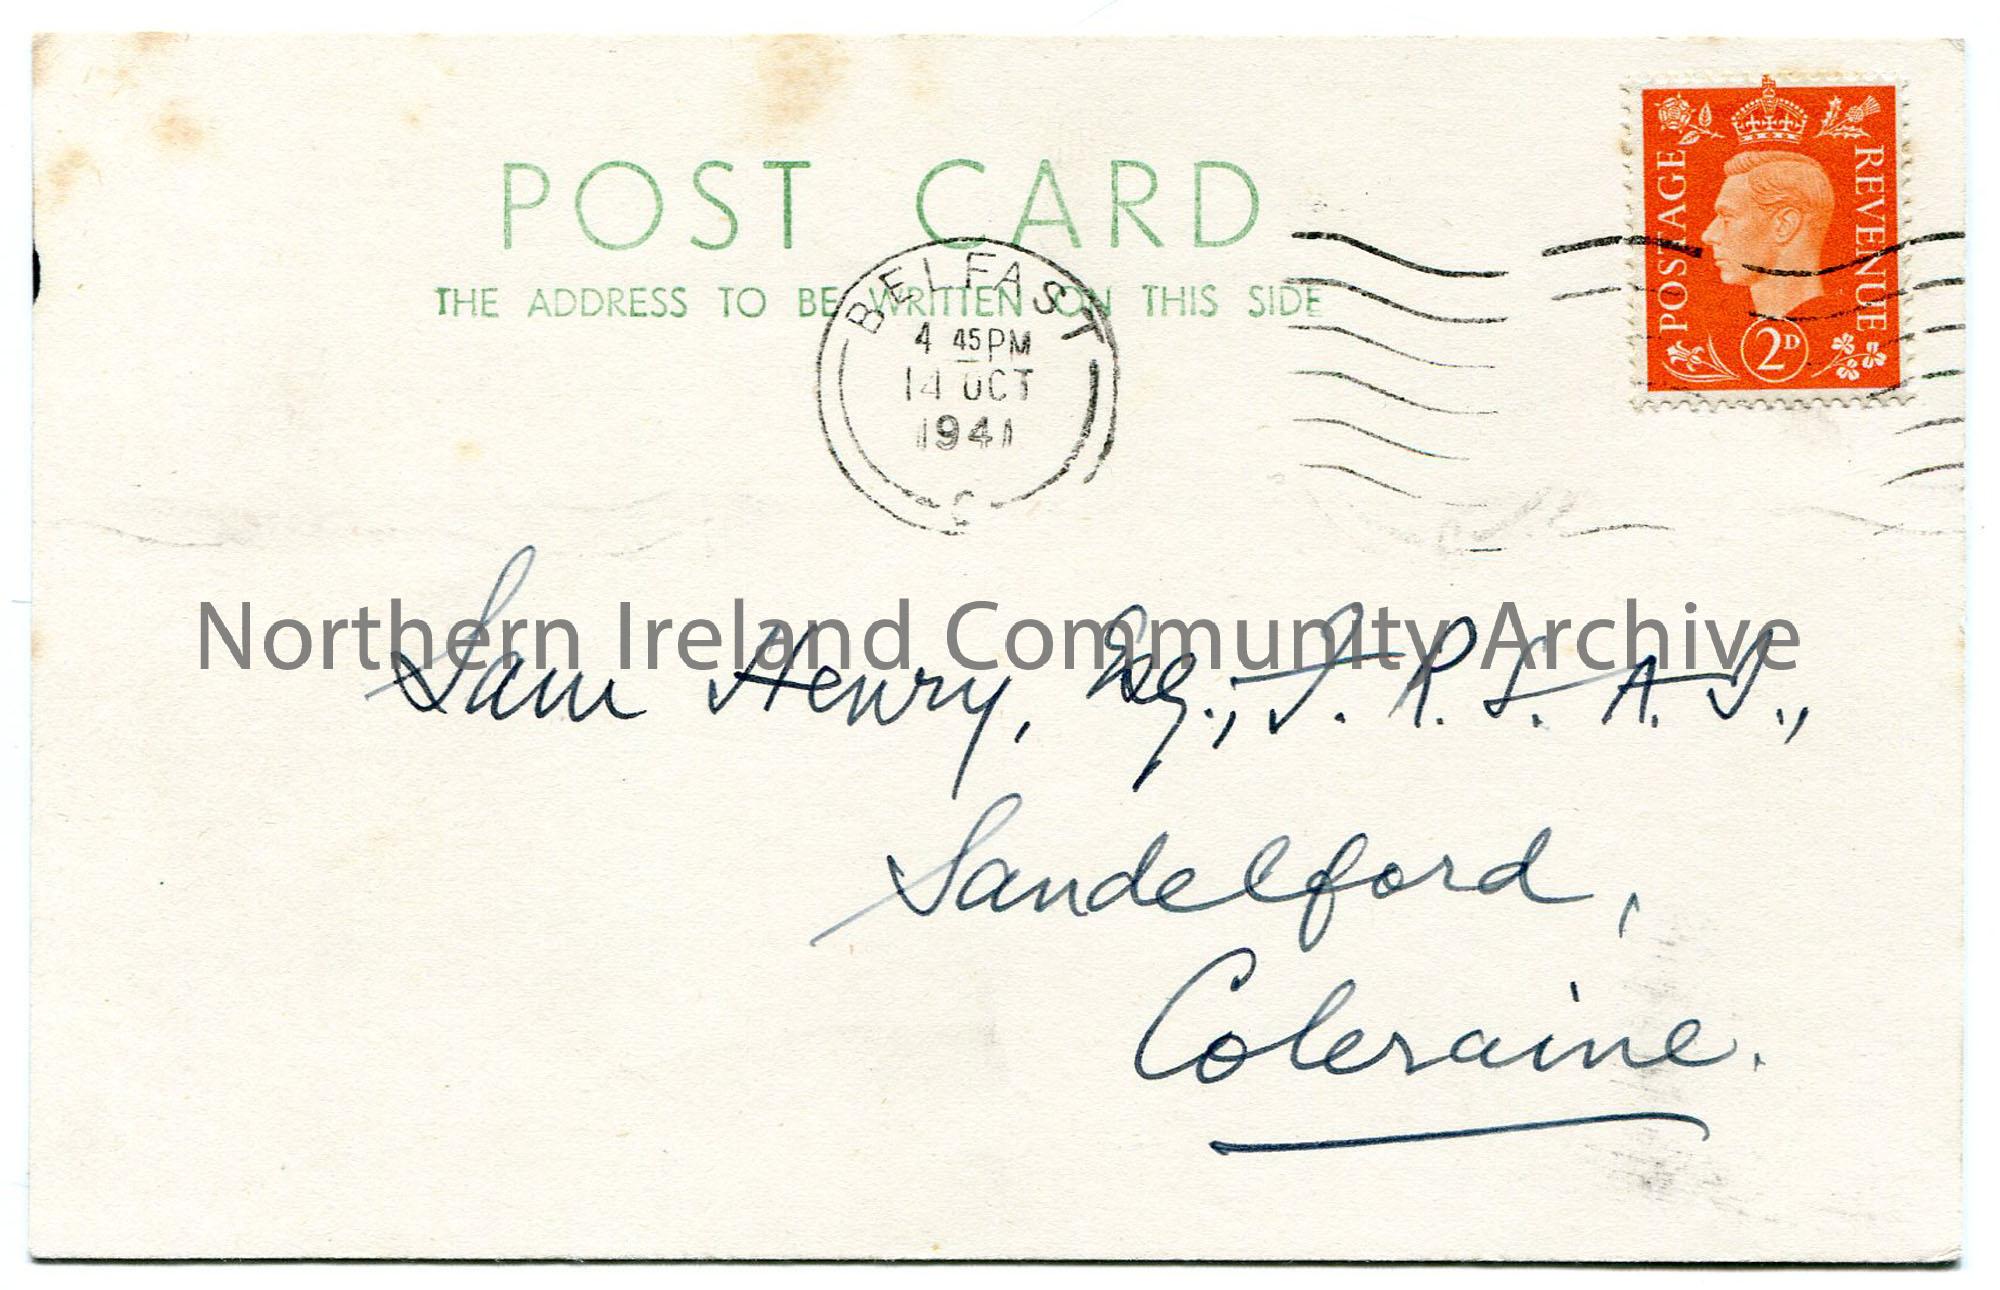 POST CARD
THE ADDRESS TO BE WRITTEN ON THIS SIDE
POSTAGE REVENUE
2D
BELFAST
4 45PM
14 OCT
1941
C
Northern Ireland Community Archive
Sam Henry, Esq., F. R. S. A. I.,
Sandelford,
Coleraine.